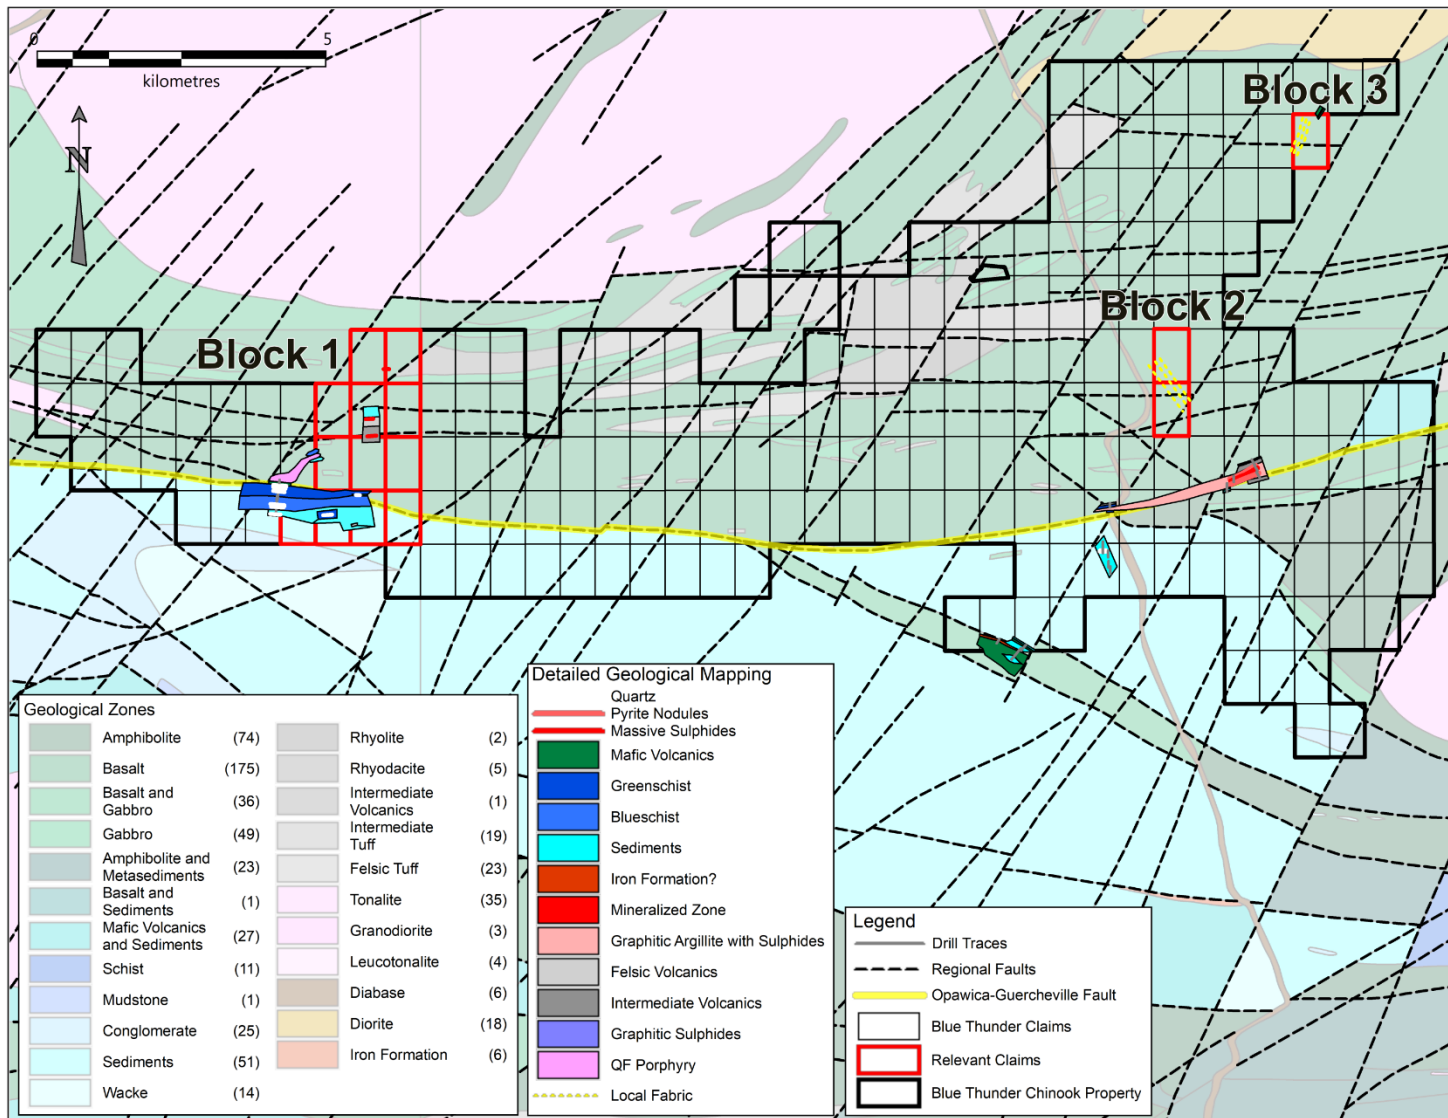 0 5
kilometres
N
Block 3
Block 2
Block 1
Geological Zones
Amphibolite (74)
Basalt (175)
Basalt and
Gabbro (36)
Gabbro (49)
Amphibolite and
Metasediments (23)
Basalt and
Sediments (1)
Mafic Volcanics
and Sediments (27)
Schist (11)
Mudstone (1)
Conglomerate (25)
Sediments (51)
Wacke (14)
Rhyolite (2)
Rhyodacite (5)
Intermediate
Volcanics (1)
Intermediate
Tuff (19)
Felsic Tuff (23)
Tonalite (35)
Granodiorite (3)
Leucotonalite (4)
Diabase (6)
Diorite (18)
Iron Formation (6)
Detailed Geological Mapping
Quartz
Pyrite Nodules
Massive Sulphides
Mafic Volcanics
Greenschist
Blueschist
Sediments
Iron Formation?
Mineralized Zone
Graphitic Argillite with Sulphides
Felsic Volcanics
Intermediate Volcanics
Graphitic Sulphides
QF Porphyry
Local Fabric
Legend
Drill Traces
Regional Faults
Opawica-Guercheville Fault
Blue Thunder Claims
Relevant Claims
Blue Thunder Chinook Property